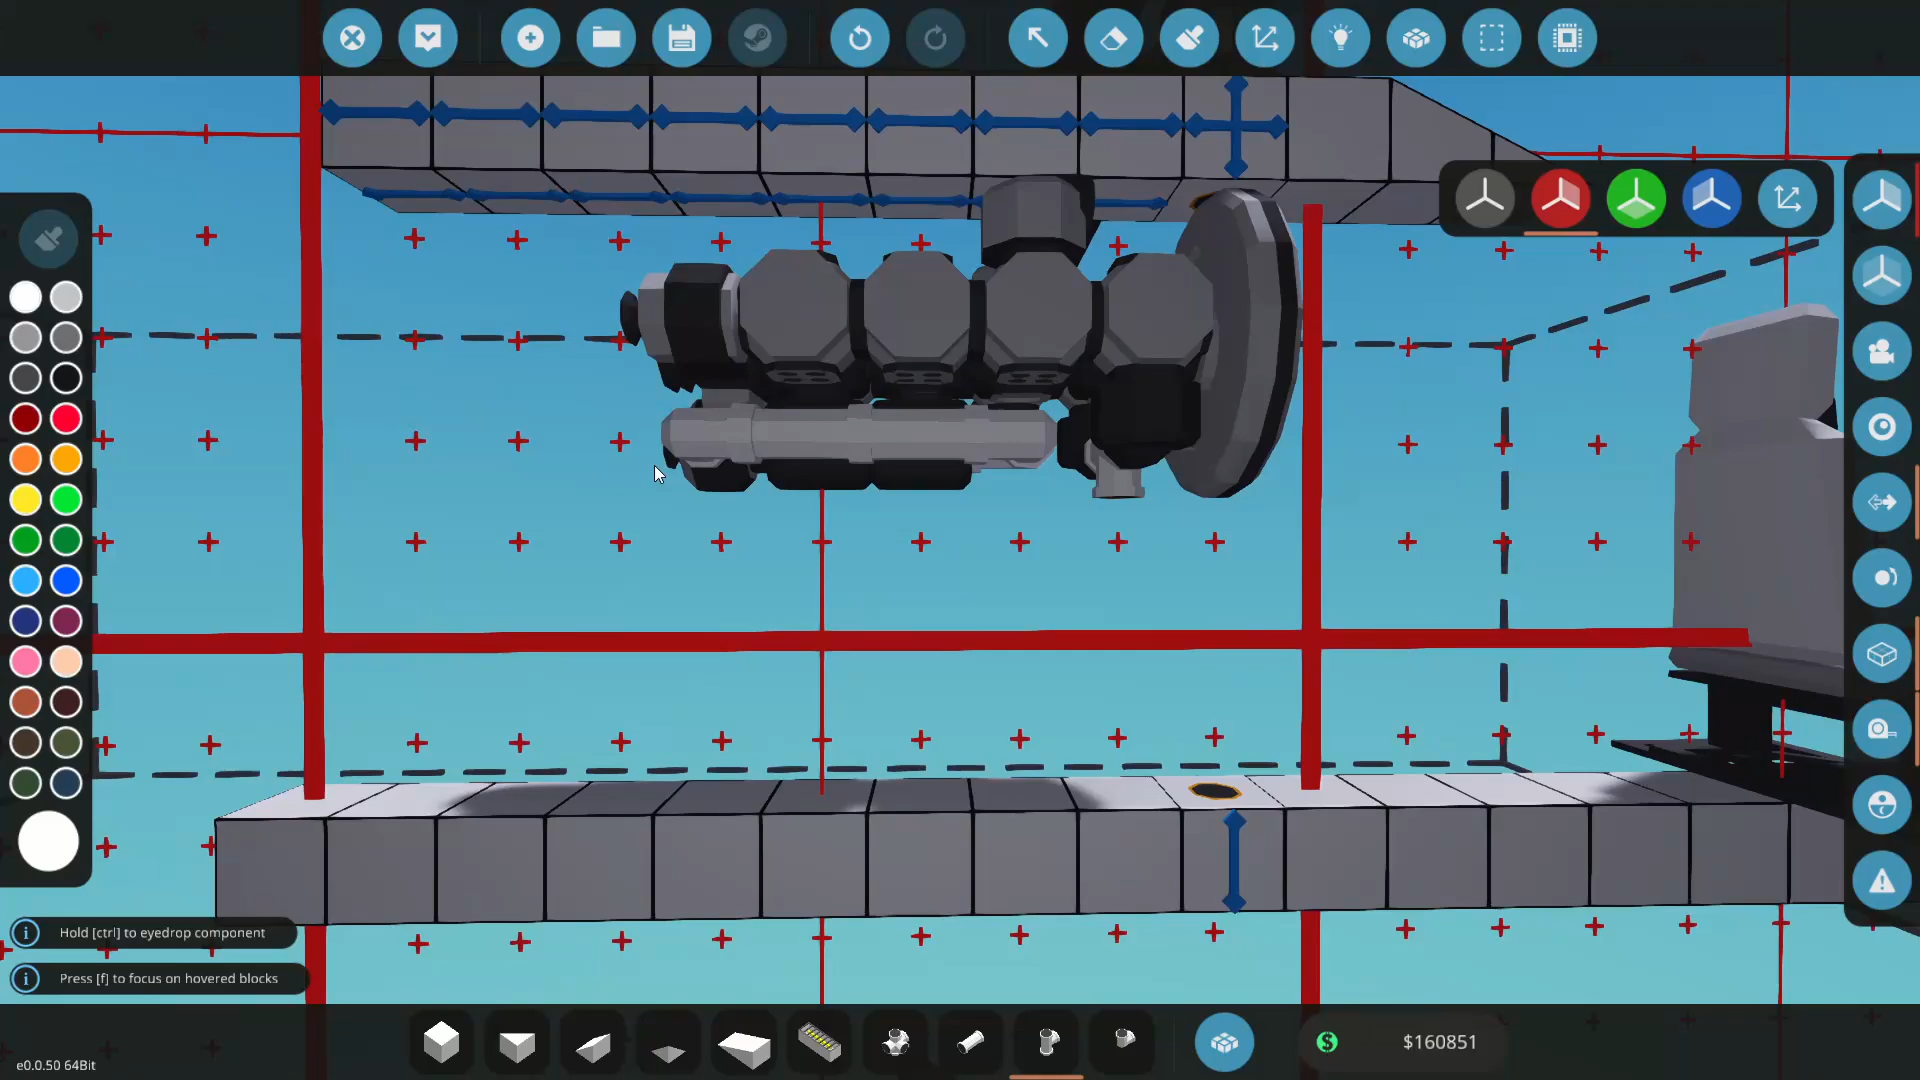 Hold [ctrl] to eyedrop component
Press [f] to focus on hovered blocks
e0.0.50 64Bit
$160851